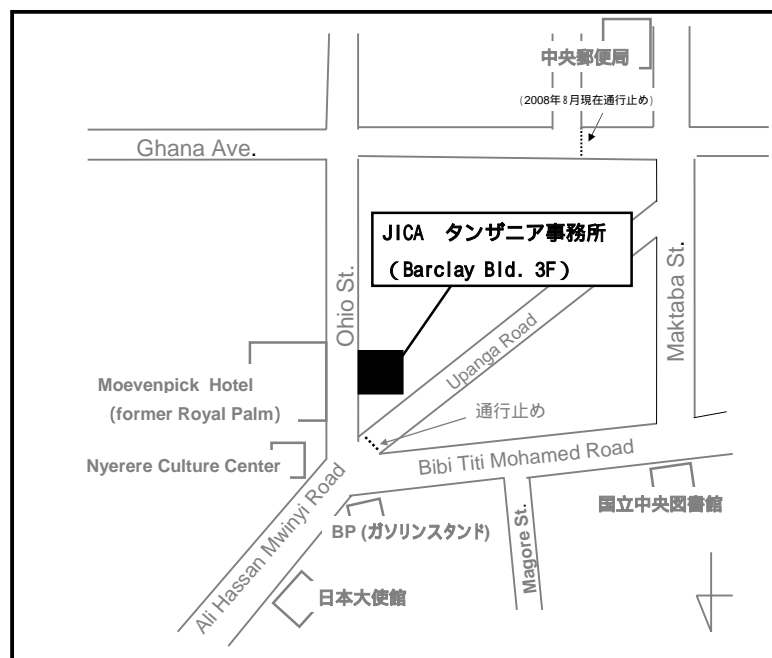 中央郵便局
(2008年8月現在通行止め)
Ghana Ave.
JICA　タンザニア事務所
（Barclay Bld. 3F）
Ohio St.
Maktaba St.
Upanga Road
Moevenpick Hotel
(former Royal Palm)
通行止め
Nyerere Culture Center
Bibi Titi Mohamed Road
国立中央図書館
Ali Hassan Mwinyi Road
BP (ガソリンスタンド)
Magore St.
日本大使館